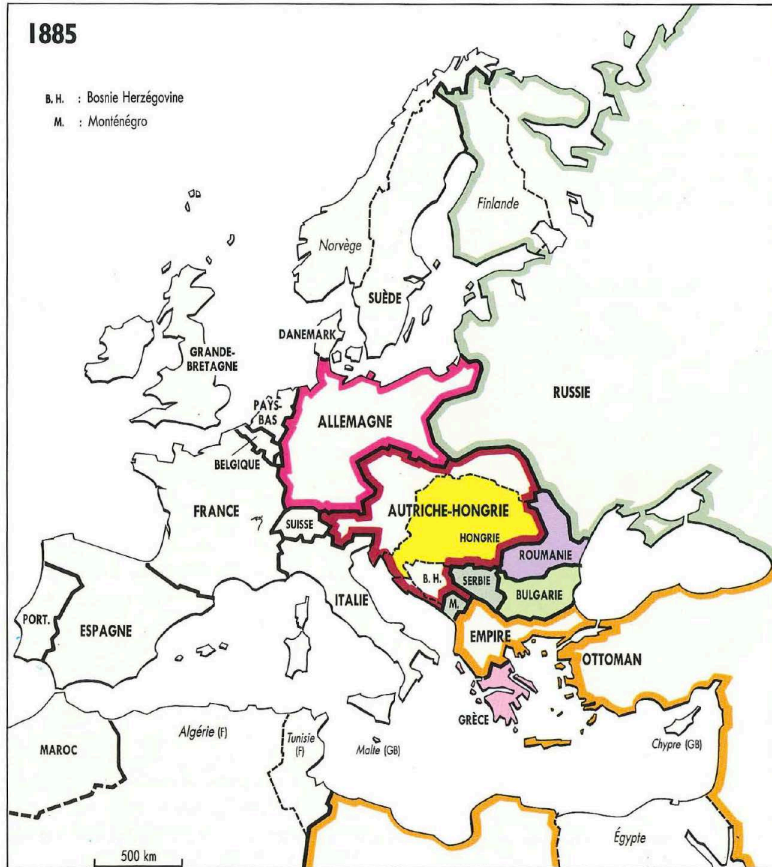 1885
B. H. : Bosnie Herzégovine
M. : Monténégro
Finlande
Norvège
SUÈDE
DANEMARK
GRANDE-
BRETAGNE
RUSSIE
PAYS-
BAS
ALLEMAGNE
BELGIQUE
FRANCE
AUTRICHE-HONGRIE
SUISSE
HONGRIE
ROUMANIE
B. H.
SERBIE
BULGARIE
ITALIE
M.
PORT.
ESPAGNE
EMPIRE
OTTOMAN
GRÈCE
MAROC
Algérie (F)
Tunisie
(F)
Malte (GB)
Chypre (GB)
Égypte
500 km